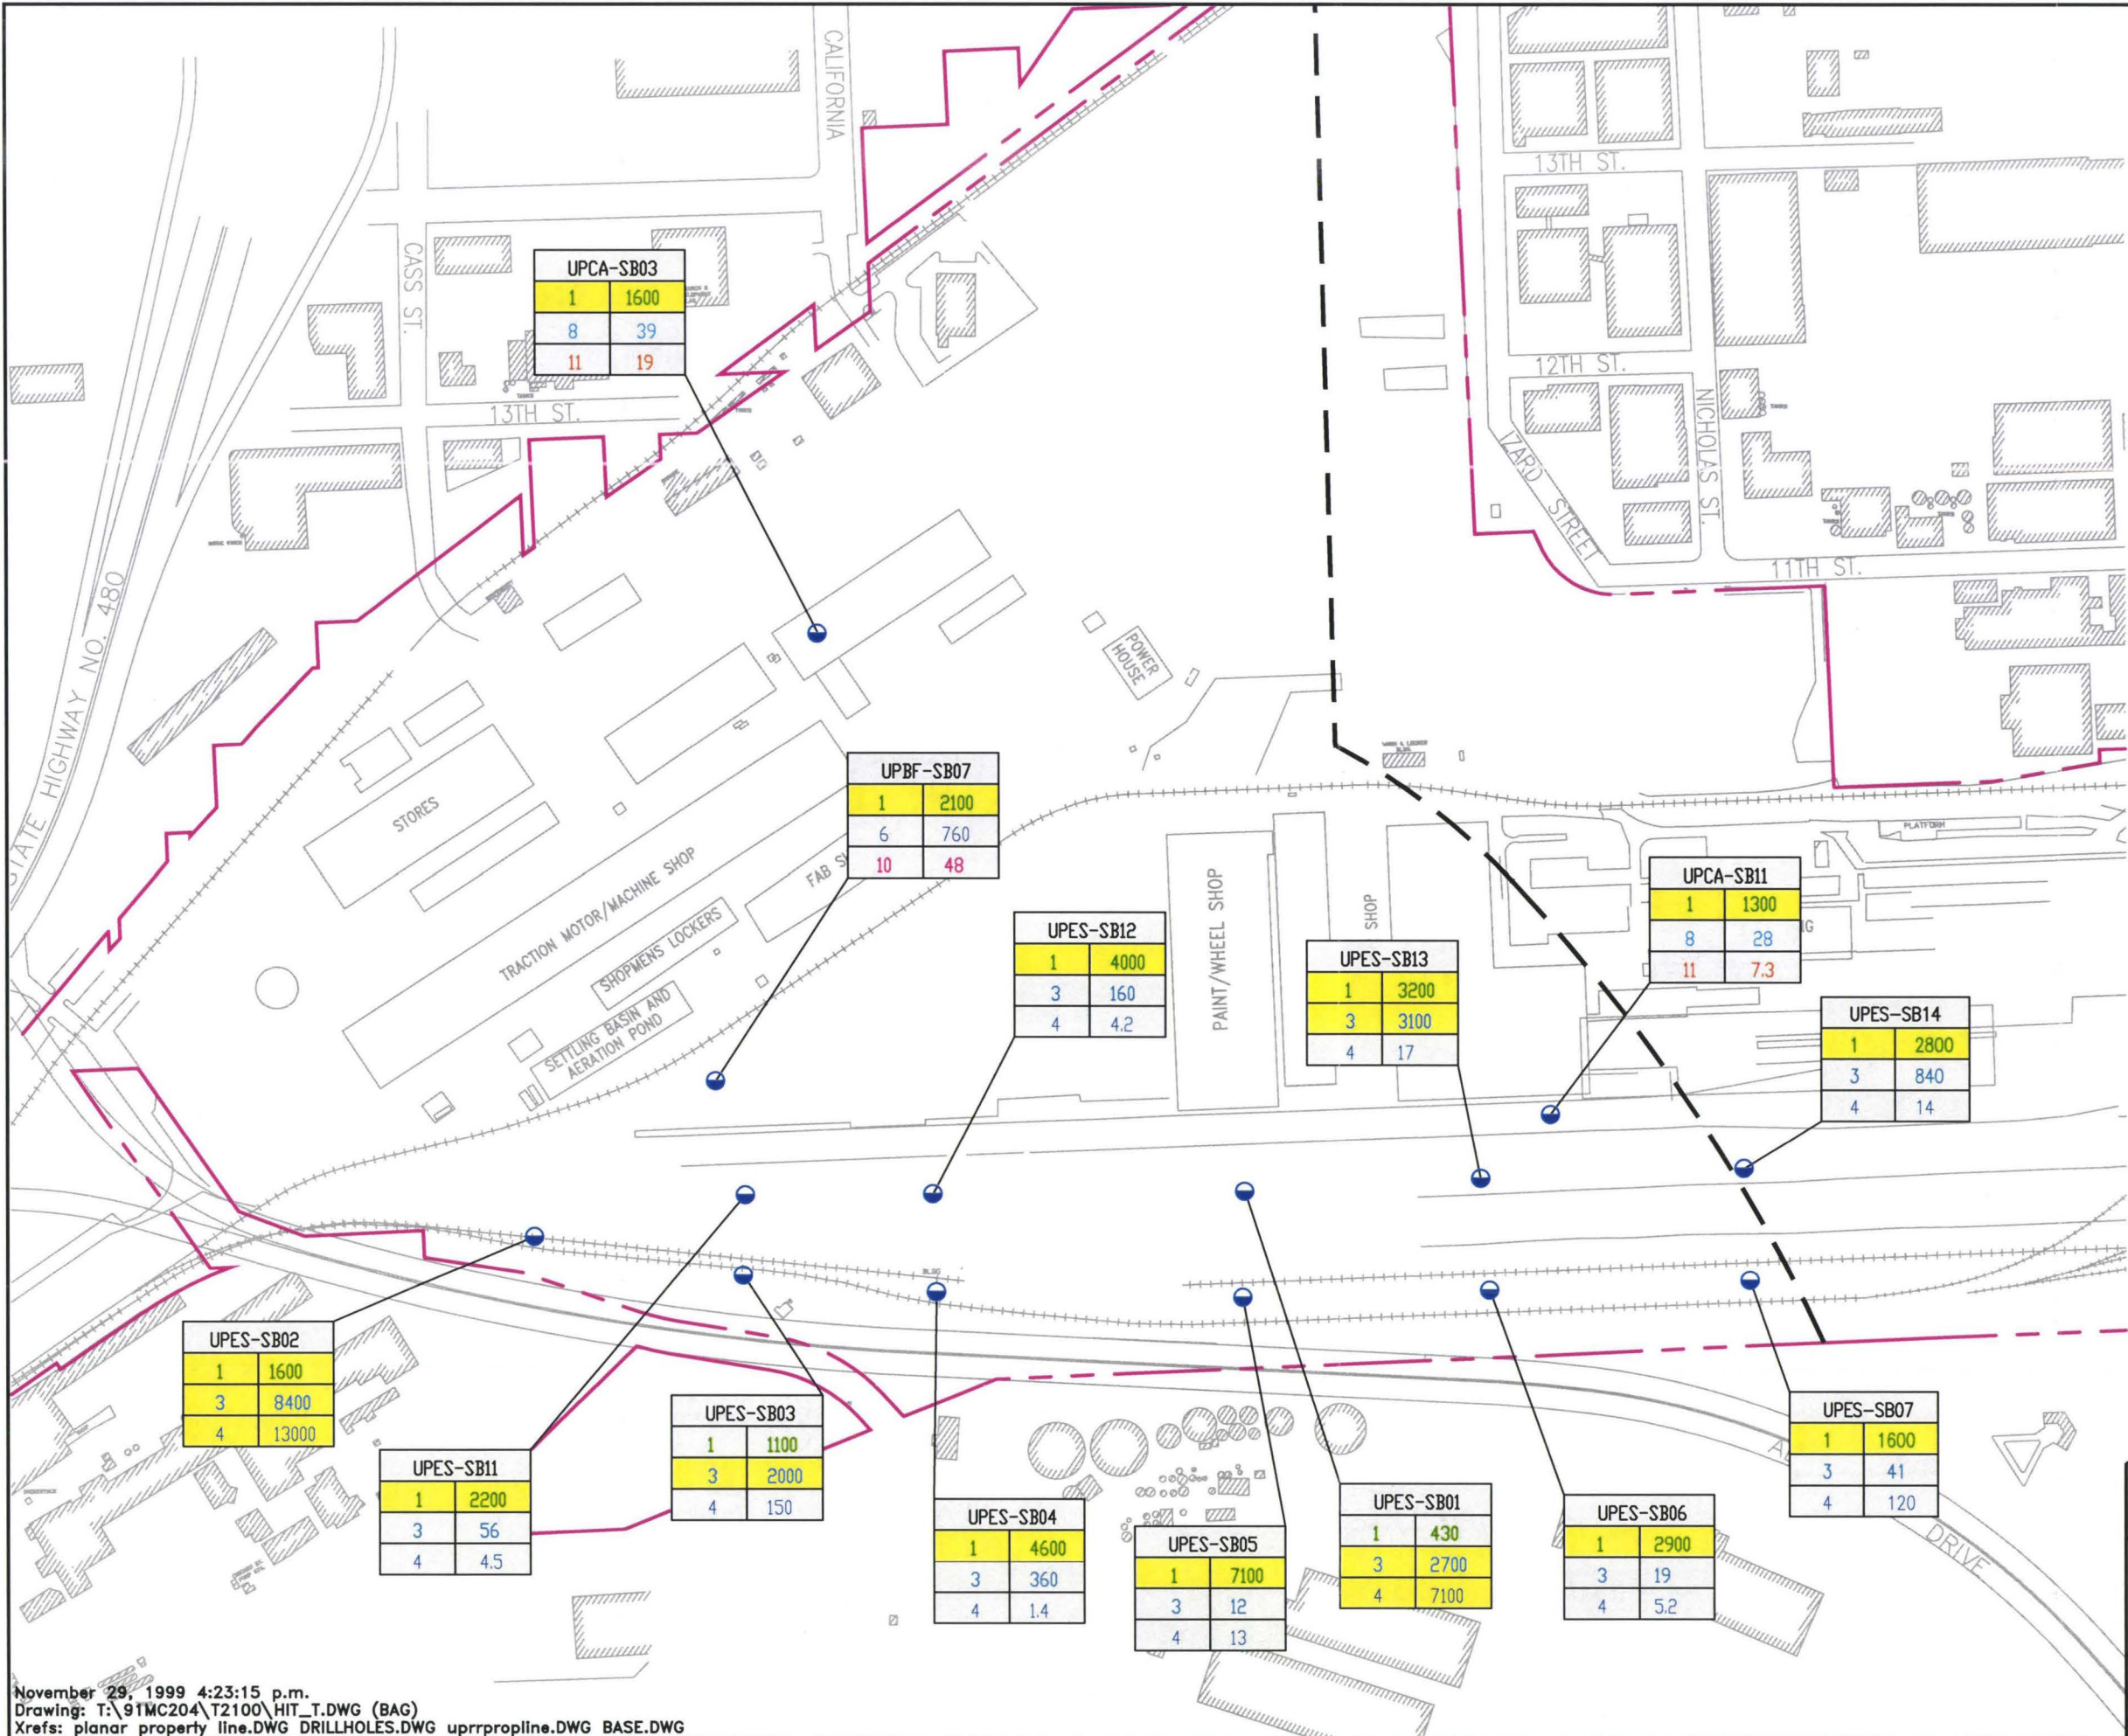 CALIFORNIA
13TH ST.
CASS ST.
UPCA-SB03
1 1600
8 39
11 19
12TH ST.
13TH ST.
NICHOLAS ST.
IZARD STREET
11TH ST.
STATE HIGHWAY NO. 480
POWER
HOUSE
WASH & LOCKER
BLDG.
UPBF-SB07
1 2100
6 760
10 48
STORES
PLATFORM
TRACTION MOTOR/MACHINE SHOP
FAB
SHOPMENS LOCKERS
SETTLING BASIN AND
AERATION POND
PAINT/WHEEL SHOP
SHOP
UPCA-SB11
1 1300
8 28
11 7.3
UPES-SB12
1 4000
3 160
4 4.2
UPES-SB13
1 3200
3 3100
4 17
UPES-SB14
1 2800
3 840
4 14
BLDG
UPES-SB02
1 1600
3 8400
4 13000
UPES-SB03
1 1100
3 2000
4 150
UPES-SB07
1 1600
3 41
4 120
UPES-SB11
1 2200
3 56
4 4.5
UPES-SB04
1 4600
3 360
4 1.4
UPES-SB05
1 7100
3 12
4 13
UPES-SB01
1 430
3 2700
4 7100
UPES-SB06
1 2900
3 19
4 5.2
DRIVE
November 29, 1999 4:23:15 p.m.
Drawing: T:\91MC204\T2100\HIT_T.DWG (BAG)
Xrefs: planar property line.DWG DRILLHOLES.DWG uprrpropline.DWG BASE.DWG